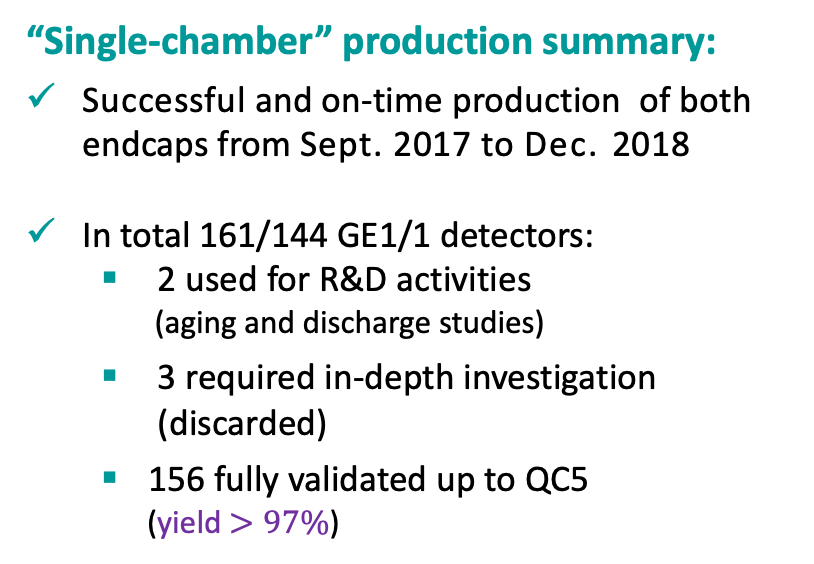 “Single-chamber” production summary:
✓ Successful and on-time production of both
endcaps from Sept. 2017 to Dec. 2018
✓ In total 161/144 GE1/1 detectors:
▪ 2 used for R&D activities
(aging and discharge studies)
▪ 3 required in-depth investigation
(discarded)
▪ 156 fully validated up to QC5
(yield > 97%)